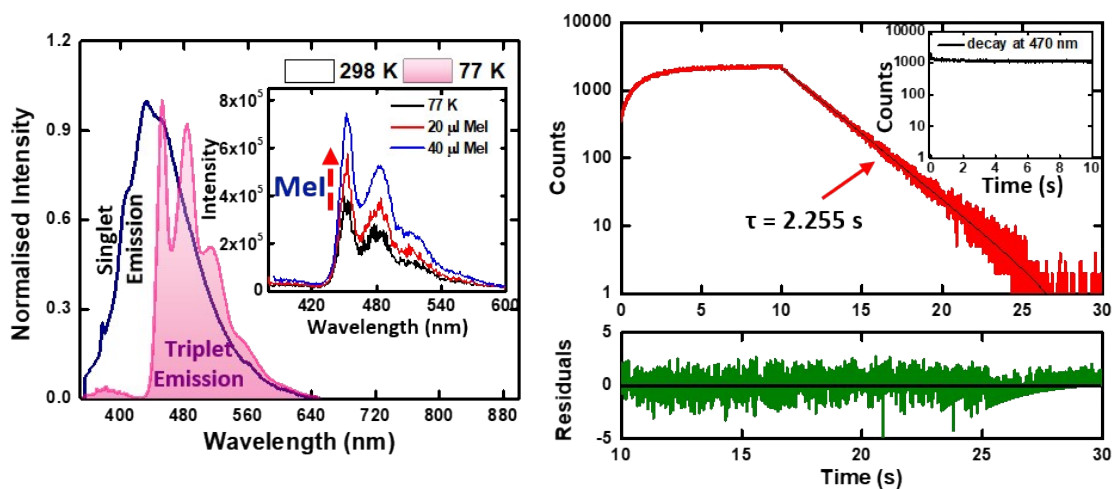 1.2
0.9
0.6
0.3
0.0
Normalised Intensity
400 480 560 640 720 800 880
Wavelength (nm)
298 K 77 K
Singlet
Emission
Triplet
Emission
8x10⁵
6x10⁵
4x10⁵
2x10⁵
0
Intensity
420 480 540 600
Wavelength (nm)
77 K
20 µl MeI
40 µl MeI
MeI
10000
1000
100
10
1
Counts
0 5 10 15 20 25 30
τ = 2.255 s
10000
1000
100
10
1
Counts
decay at 470 nm
0 2 4 6 8 10
Time (s)
5
0
-5
Residuals
10 15 20 25 30
Time (s)